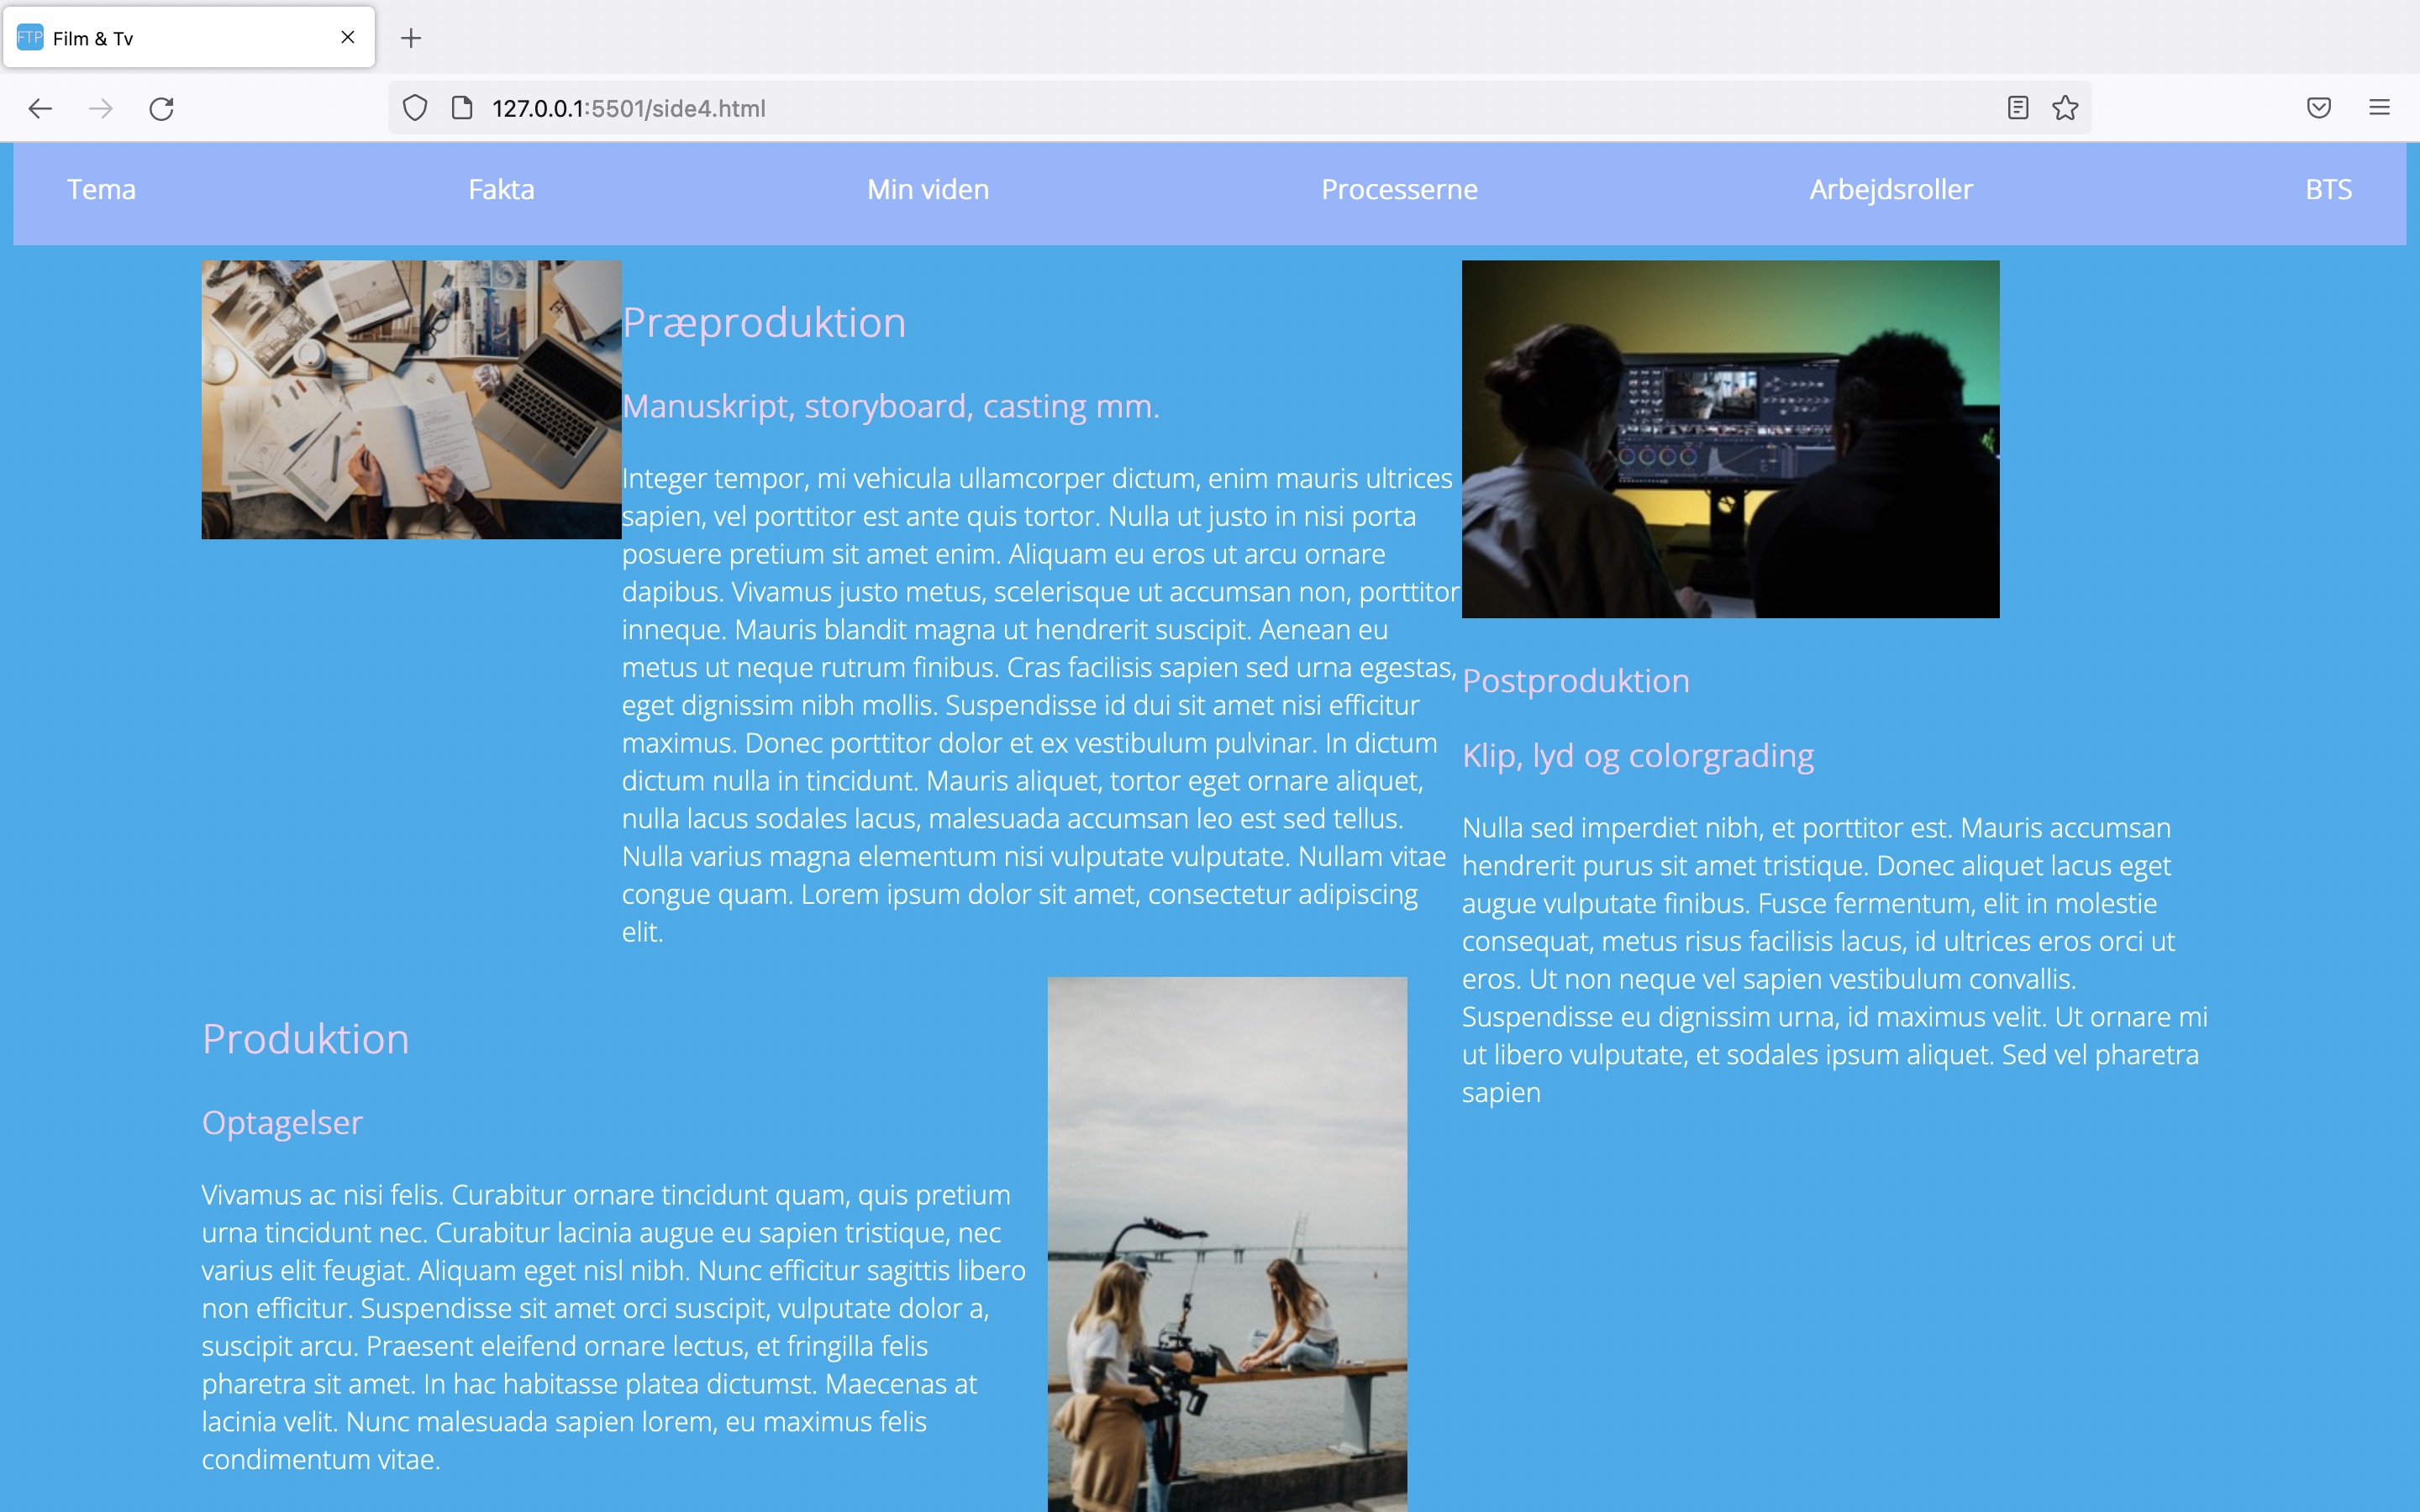 FTP Film & Tv
127.0.0.1:5501/side4.html
Tema Fakta Min viden Processerne Arbejdsroller BTS
Præproduktion
Manuskript, storyboard, casting mm.
Integer tempor, mi vehicula ullamcorper dictum, enim mauris ultrices
sapien, vel porttitor est ante quis tortor. Nulla ut justo in nisi porta
posuere pretium sit amet enim. Aliquam eu eros ut arcu ornare
dapibus. Vivamus justo metus, scelerisque ut accumsan non, porttitor
inneque. Mauris blandit magna ut hendrerit suscipit. Aenean eu
metus ut neque rutrum finibus. Cras facilisis sapien sed urna egestas,
eget dignissim nibh mollis. Suspendisse id dui sit amet nisi efficitur
maximus. Donec porttitor dolor et ex vestibulum pulvinar. In dictum
dictum nulla in tincidunt. Mauris aliquet, tortor eget ornare aliquet,
nulla lacus sodales lacus, malesuada accumsan leo est sed tellus.
Nulla varius magna elementum nisi vulputate vulputate. Nullam vitae
congue quam. Lorem ipsum dolor sit amet, consectetur adipiscing
elit.
Produktion
Optagelser
Vivamus ac nisi felis. Curabitur ornare tincidunt quam, quis pretium
urna tincidunt nec. Curabitur lacinia augue eu sapien tristique, nec
varius elit feugiat. Aliquam eget nisl nibh. Nunc efficitur sagittis libero
non efficitur. Suspendisse sit amet orci suscipit, vulputate dolor a,
suscipit arcu. Praesent eleifend ornare lectus, et fringilla felis
pharetra sit amet. In hac habitasse platea dictumst. Maecenas at
lacinia velit. Nunc malesuada sapien lorem, eu maximus felis
condimentum vitae.
Postproduktion
Klip, lyd og colorgrading
Nulla sed imperdiet nibh, et porttitor est. Mauris accumsan
hendrerit purus sit amet tristique. Donec aliquet lacus eget
augue vulputate finibus. Fusce fermentum, elit in molestie
consequat, metus risus facilisis lacus, id ultrices eros orci ut
eros. Ut non neque vel sapien vestibulum convallis.
Suspendisse eu dignissim urna, id maximus velit. Ut ornare mi
ut libero vulputate, et sodales ipsum aliquet. Sed vel pharetra
sapien